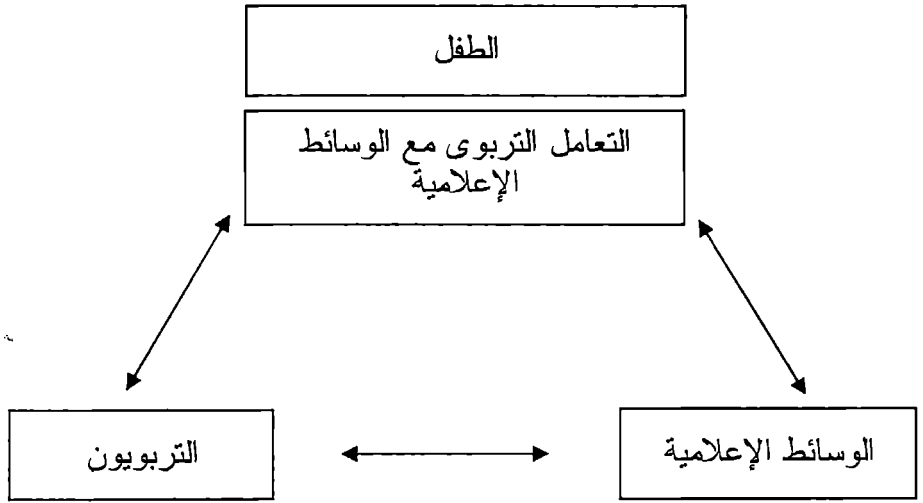 الطفل
التعامل التربوى مع الوسائط
الإعلامية
الوسائط الإعلامية
التربويون